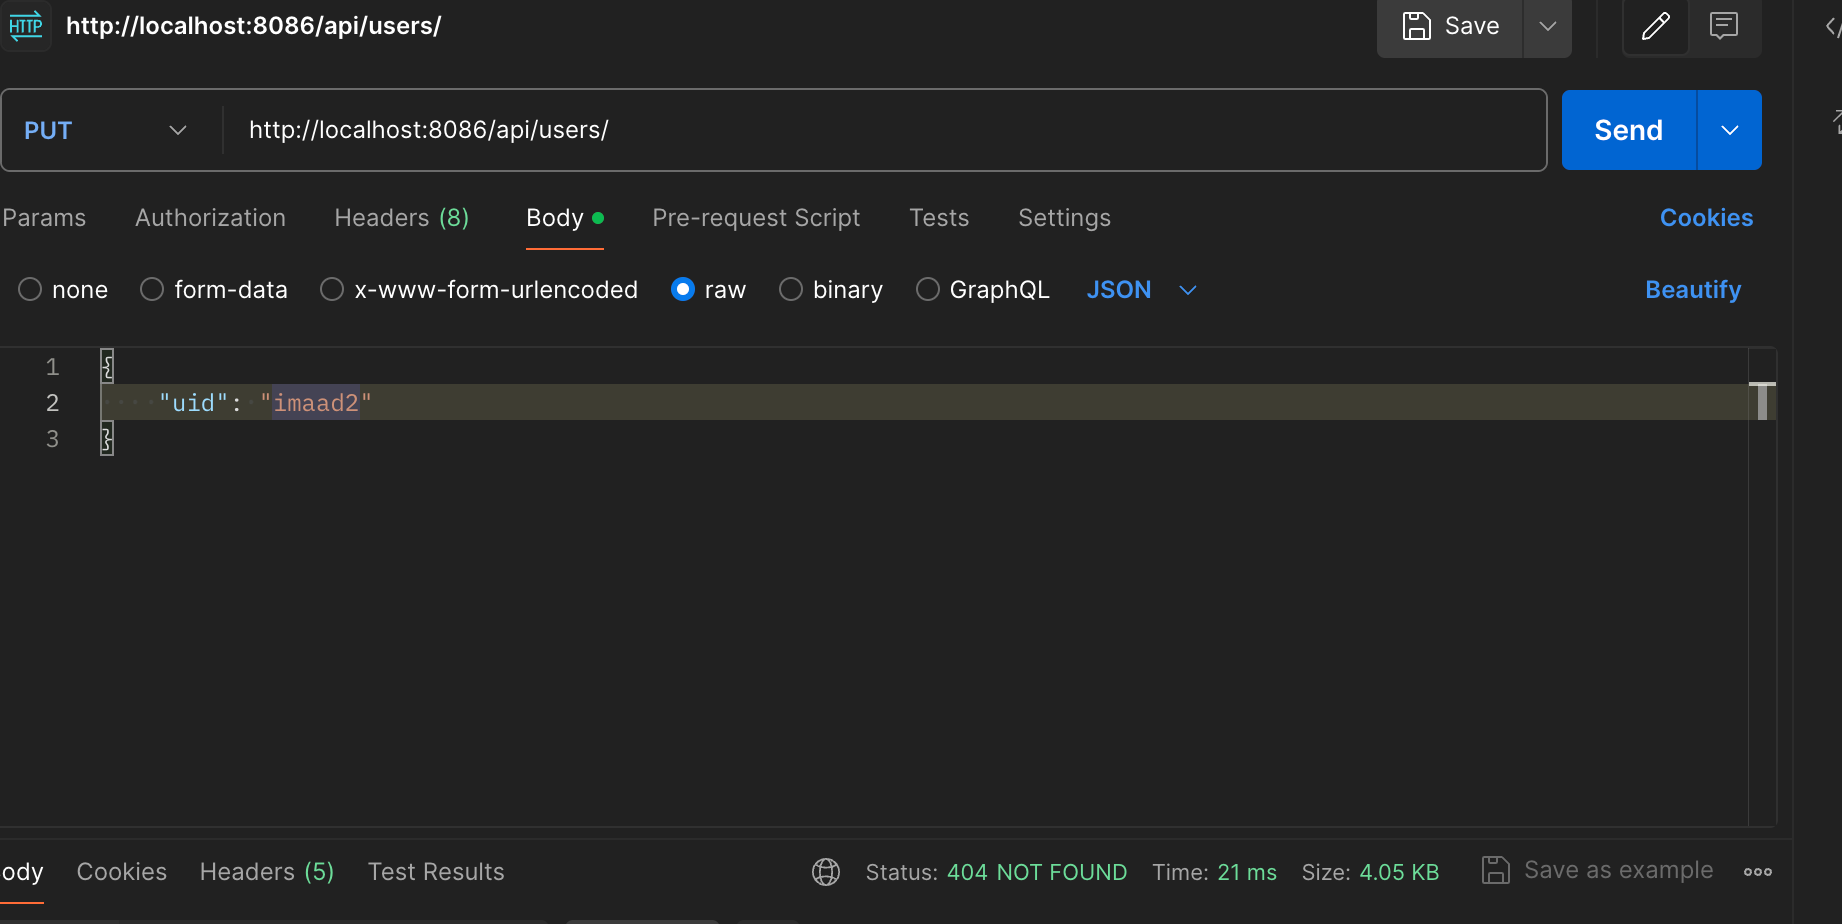 HTTP http://localhost:8086/api/users/ Save
PUT http://localhost:8086/api/users/ Send
Params Authorization Headers (8) Body Pre-request Script Tests Settings Cookies
none form-data x-www-form-urlencoded raw binary GraphQL JSON Beautify
1 {
2 "uid": "imaad2"
3 }
ody Cookies Headers (5) Test Results Status: 404 NOT FOUND Time: 21 ms Size: 4.05 KB Save as example